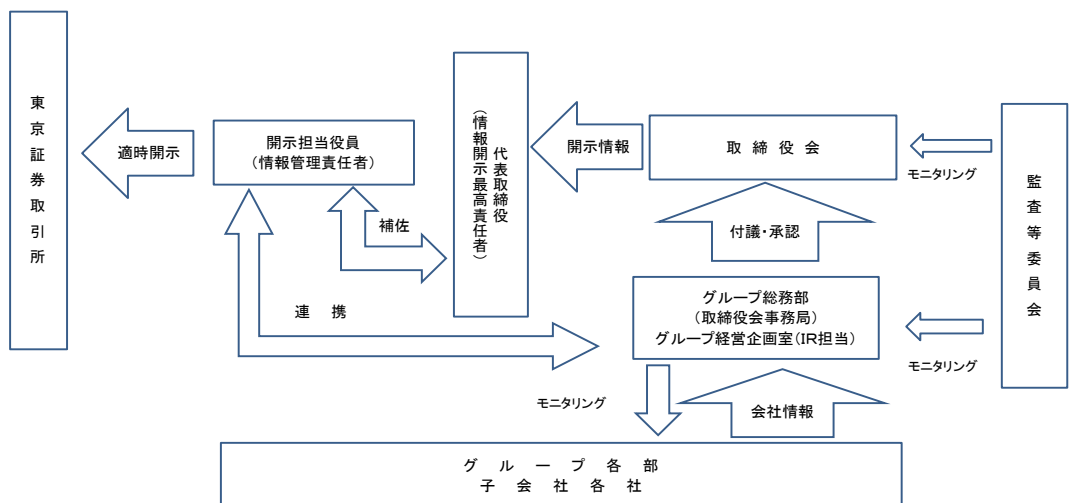 東京証券取引所
適時開示
開示担当役員
（情報管理責任者）
補佐
連　携
代表取締役
（情報開示最高責任者）
開示情報
取　締　役　会
付議・承認
グループ総務部
（取締役会事務局）
グループ経営企画室（IR担当）
モニタリング
モニタリング
監査等委員会
モニタリング
会社情報
グ　ル　ー　プ　各　部
子　会　社　各　社